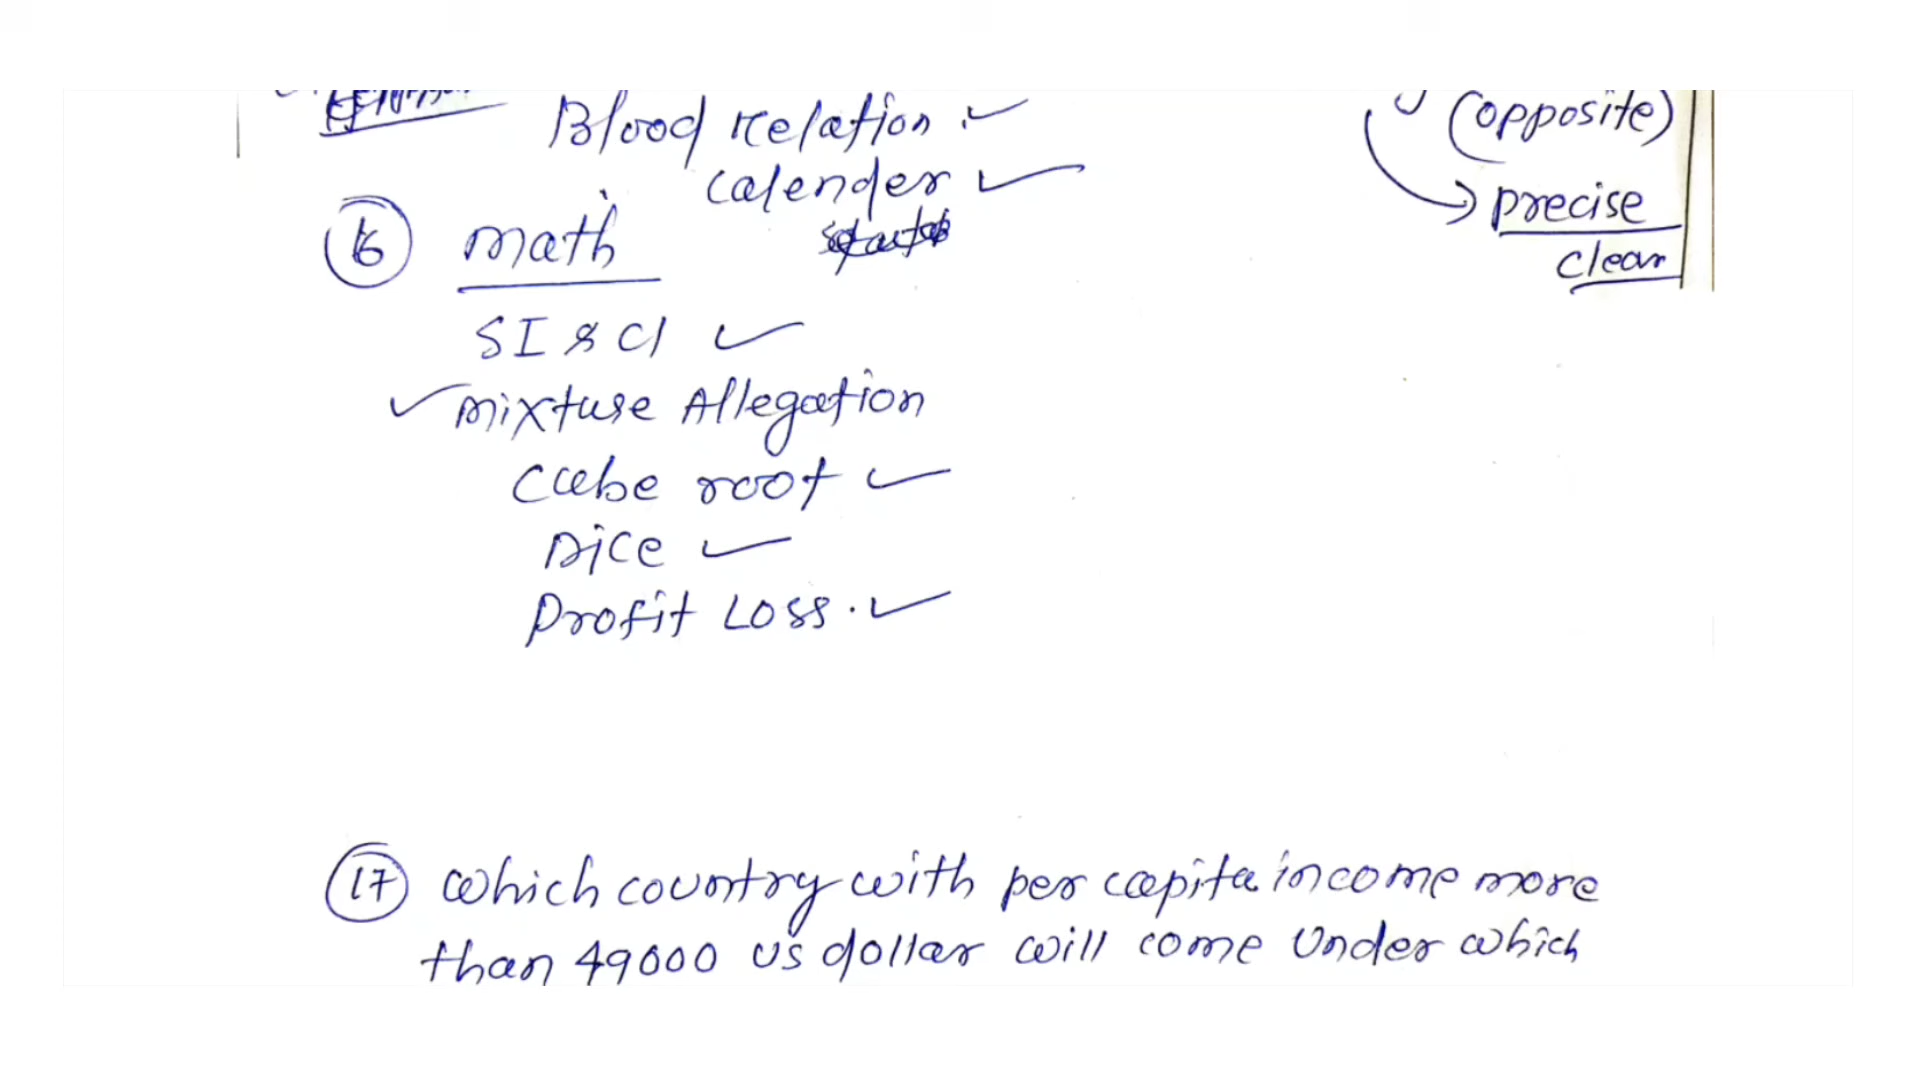 Blood Relation
(opposite)
Calender
precise
clear
16 math
SI & CI
mixture Allegation
Cube root
Dice
Profit Loss.
17 which country with per capita income more
than 49000 us dollar will come Under which